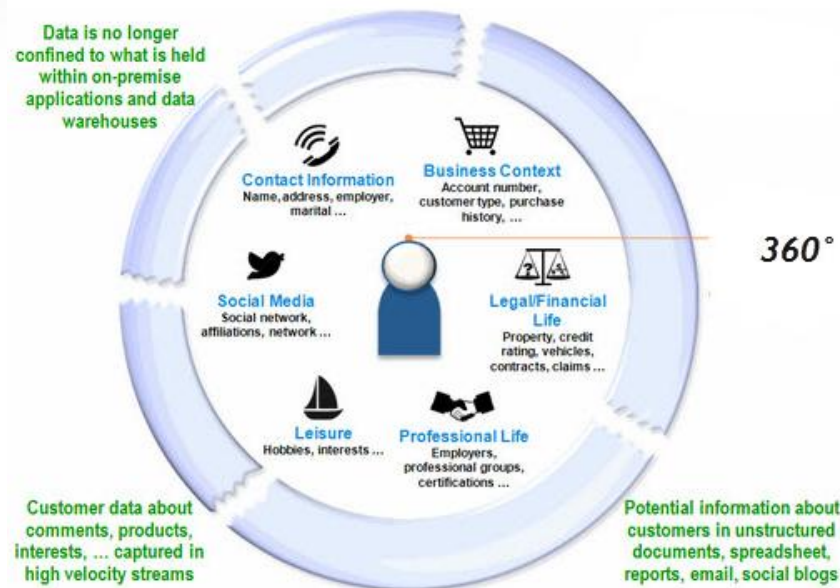 Data is no longer
confined to what is held
within on-premise
applications and data
warehouses
Contact Information
Name, address, employer,
marital ...
Business Context
Account number,
customer type, purchase
history, ...
360°
Social Media
Social network,
affiliations, network ...
Legal/Financial
Life
Property, credit
rating, vehicles,
contracts, claims ...
Leisure
Hobbies, interests ...
Professional Life
Employers,
professional groups,
certifications ...
Customer data about
comments, products,
interests, ... captured in
high velocity streams
Potential information about
customers in unstructured
documents, spreadsheet,
reports, email, social blogs